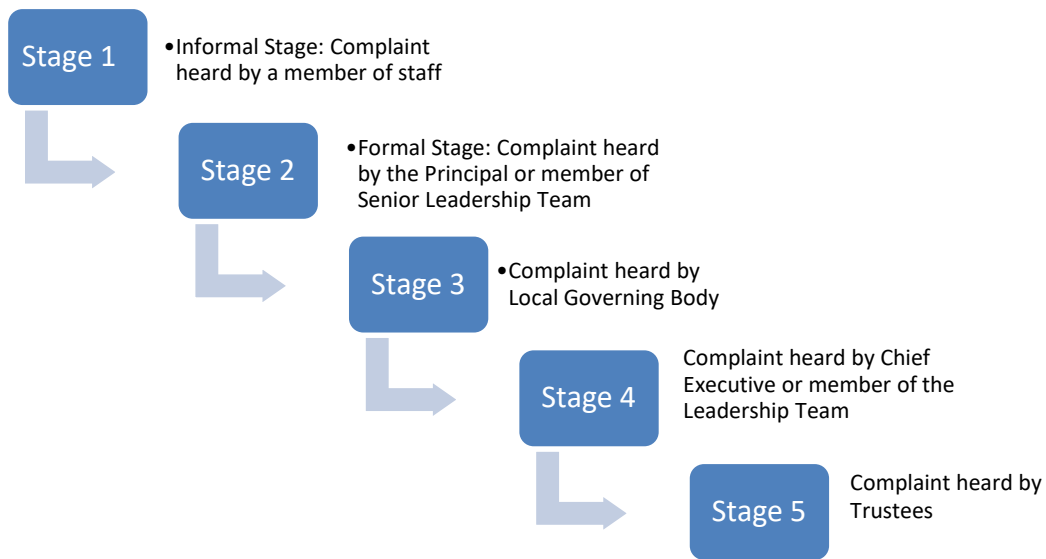 Stage 1
•Informal Stage: Complaint
heard by a member of staff
Stage 2
•Formal Stage: Complaint heard
by the Principal or member of
Senior Leadership Team
Stage 3
•Complaint heard by
Local Governing Body
Stage 4
Complaint heard by Chief
Executive or member of the
Leadership Team
Stage 5
Complaint heard by
Trustees